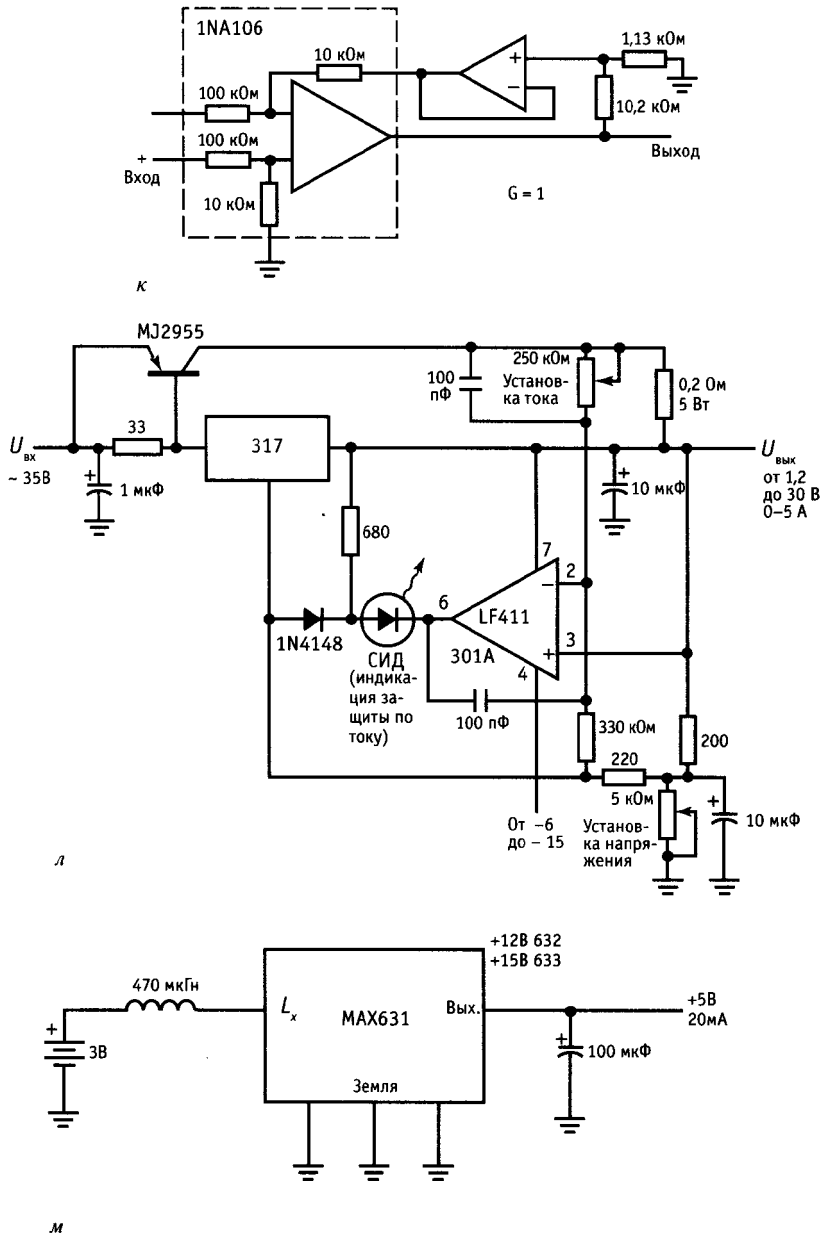 1NA106
10 кОм
+
−
1,13 кОм
100 кОм
10,2 кОм
100 кОм
+
Вход
Выход
10 кОм
G = 1
к
MJ2955
250 кОм
100
пФ
Установ-
ка тока
0,2 Ом
5 Вт
33
317
Uвх
~ 35В
+
1 мкФ
+
10 мкФ
Uвых
от 1,2
до 30 В
0–5 А
680
7
2
−
6
LF411
3
+
1N4148
301А
4
СИД
(индика-
ция за-
щиты по
току)
100 пФ
330 кОм
200
220
5 кОм
+
10 мкФ
От −6
до − 15
Установ-
ка напря-
жения
л
+12В 632
+15В 633
470 мкГн
Lx
MAX631
Вых.
+5В
20мА
+
3В
+
100 мкФ
Земля
м